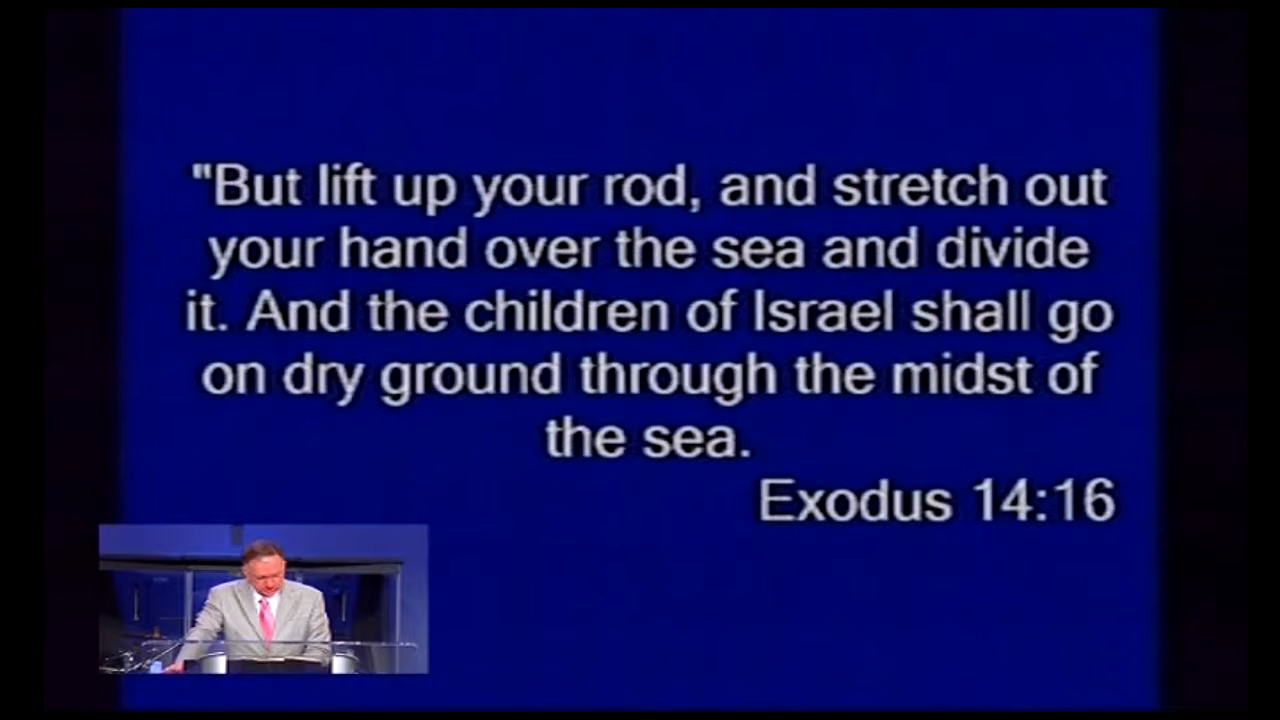 "But lift up your rod, and stretch out
your hand over the sea and divide
it. And the children of Israel shall go
on dry ground through the midst of
the sea.
Exodus 14:16